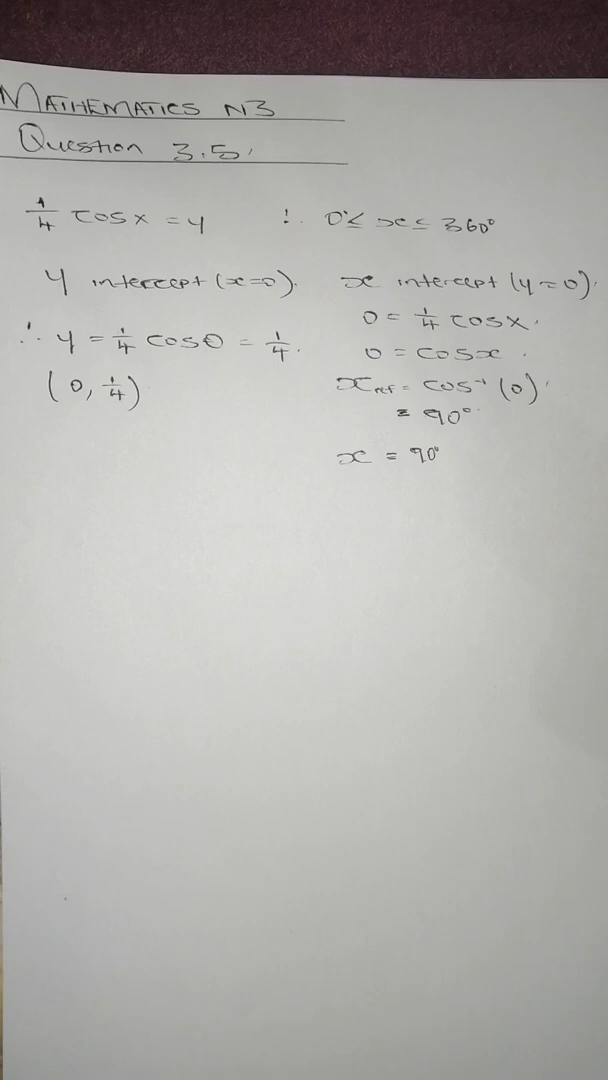 MATHEMATICS N3
Question 3.5.
1/4 cos x = y ∴ 0° ≤ x ≤ 360°
y intercept (x=0).
∴ y = 1/4 cos 0 = 1/4.
(0, 1/4)
x intercept (y = 0).
0 = 1/4 cos x.
0 = cos x.
x ref = cos⁻¹ (0)
= 90°
x = 90°